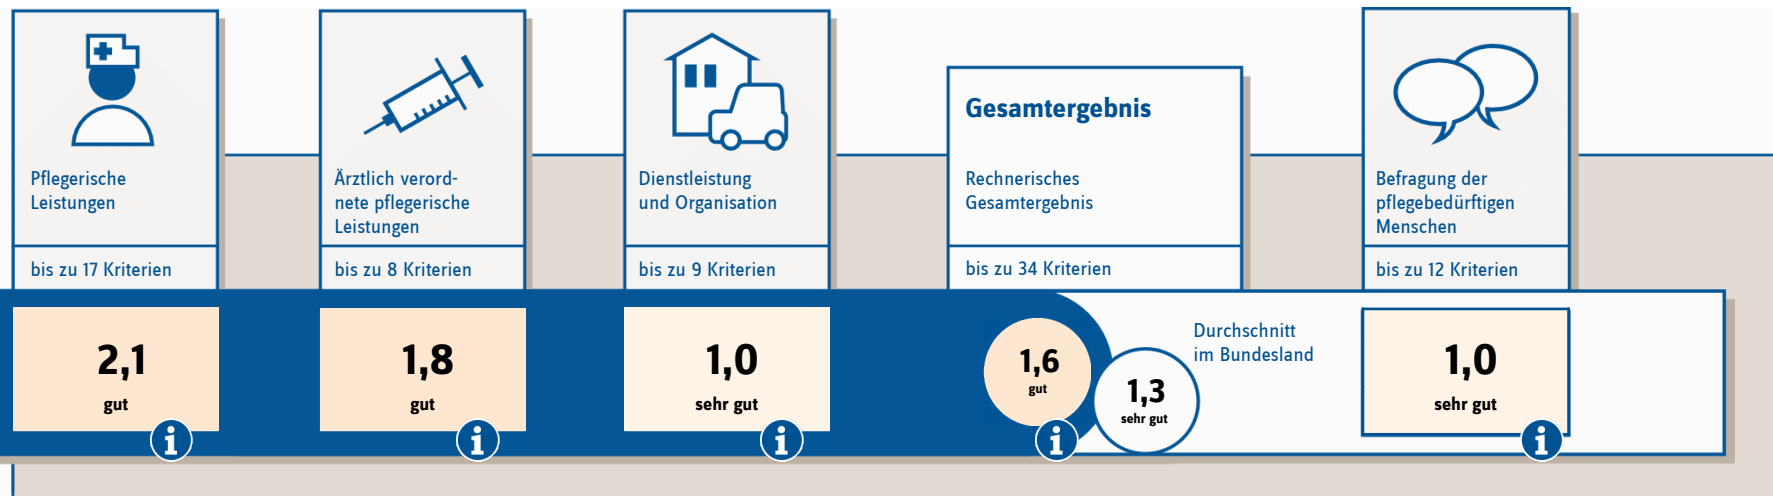 Pflegerische
Leistungen
bis zu 17 Kriterien
2,1
gut
i
Ärztlich verord-
nete pflegerische
Leistungen
bis zu 8 Kriterien
1,8
gut
i
Dienstleistung
und Organisation
bis zu 9 Kriterien
1,0
sehr gut
i
Gesamtergebnis
Rechnerisches
Gesamtergebnis
bis zu 34 Kriterien
1,6
gut
i
1,3
sehr gut
Durchschnitt
im Bundesland
Befragung der
pflegebedürftigen
Menschen
bis zu 12 Kriterien
1,0
sehr gut
i